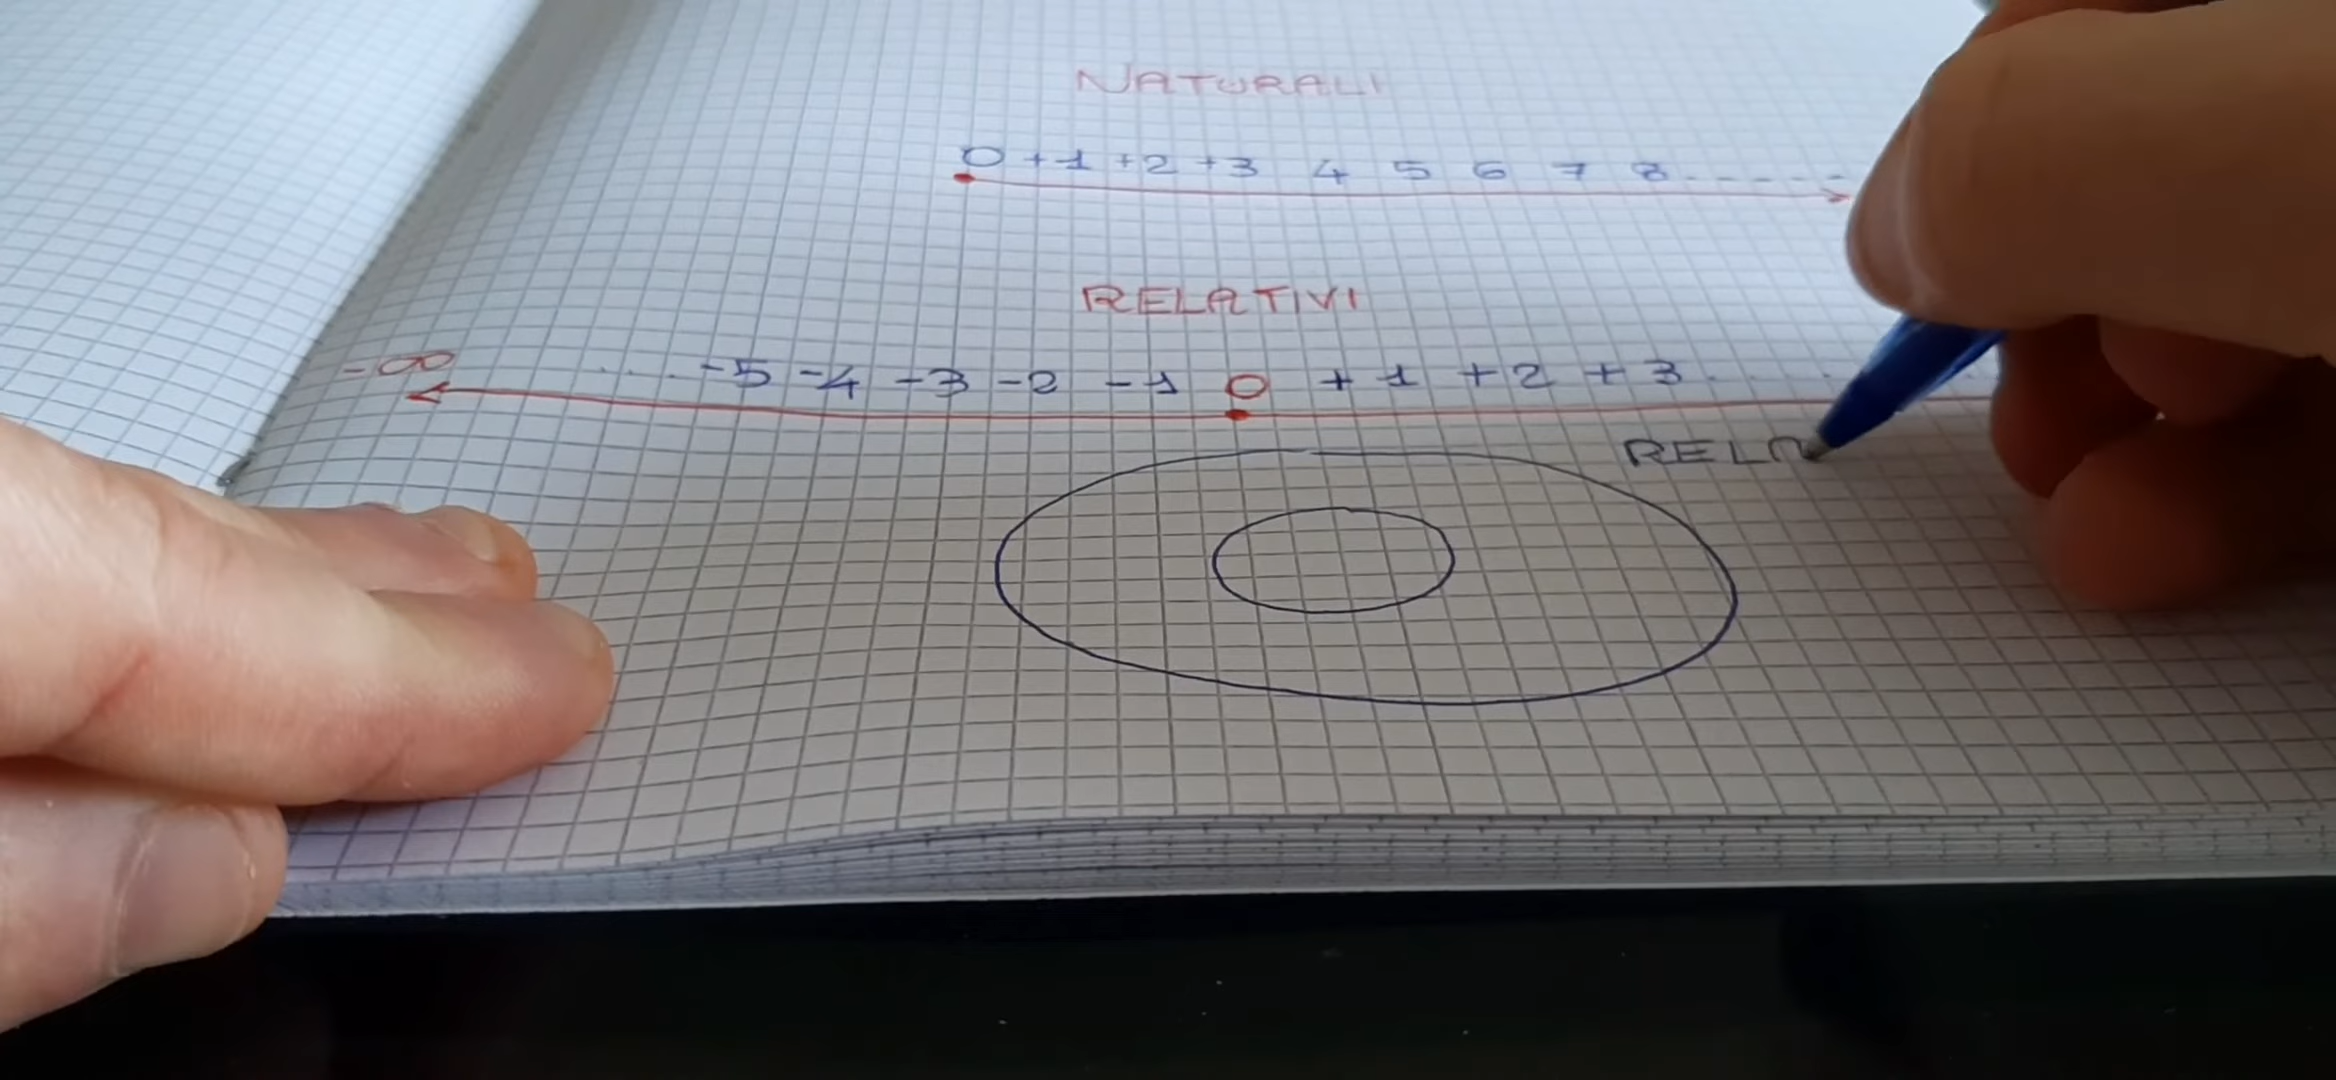 NATURALI
0 +1 +2 +3 4 5 6 7 8 - - - - -
RELATIVI
-∞ .....-5 -4 -3 -2 -1 0 +1 +2 +3 . . . .
RELA